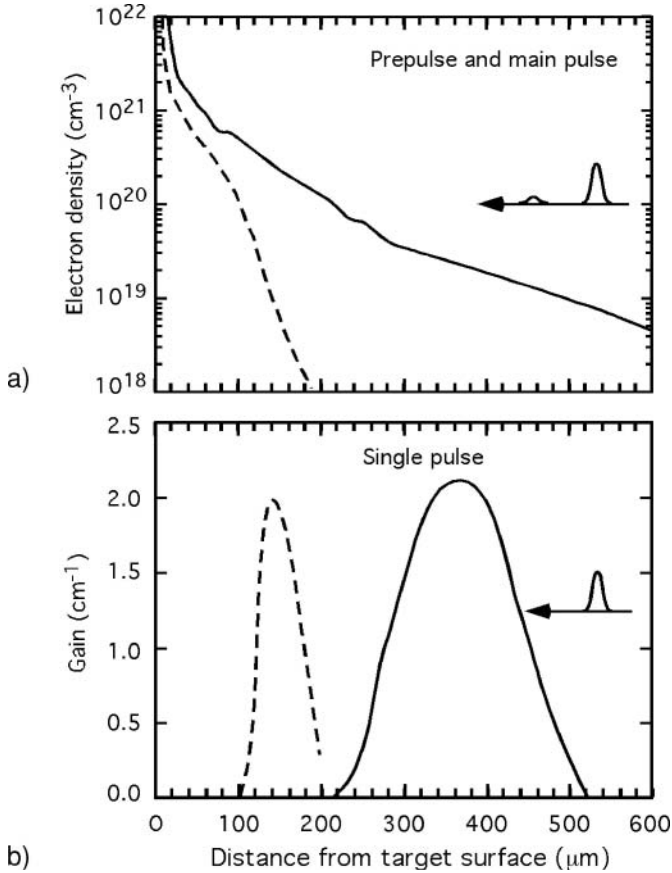 10^22
10^21
10^20
10^19
10^18
Electron density (cm^-3)
Prepulse and main pulse
a)
2.5
2.0
1.5
1.0
0.5
0.0
Gain (cm^-1)
Single pulse
0 100 200 300 400 500 600
b)
Distance from target surface (μm)